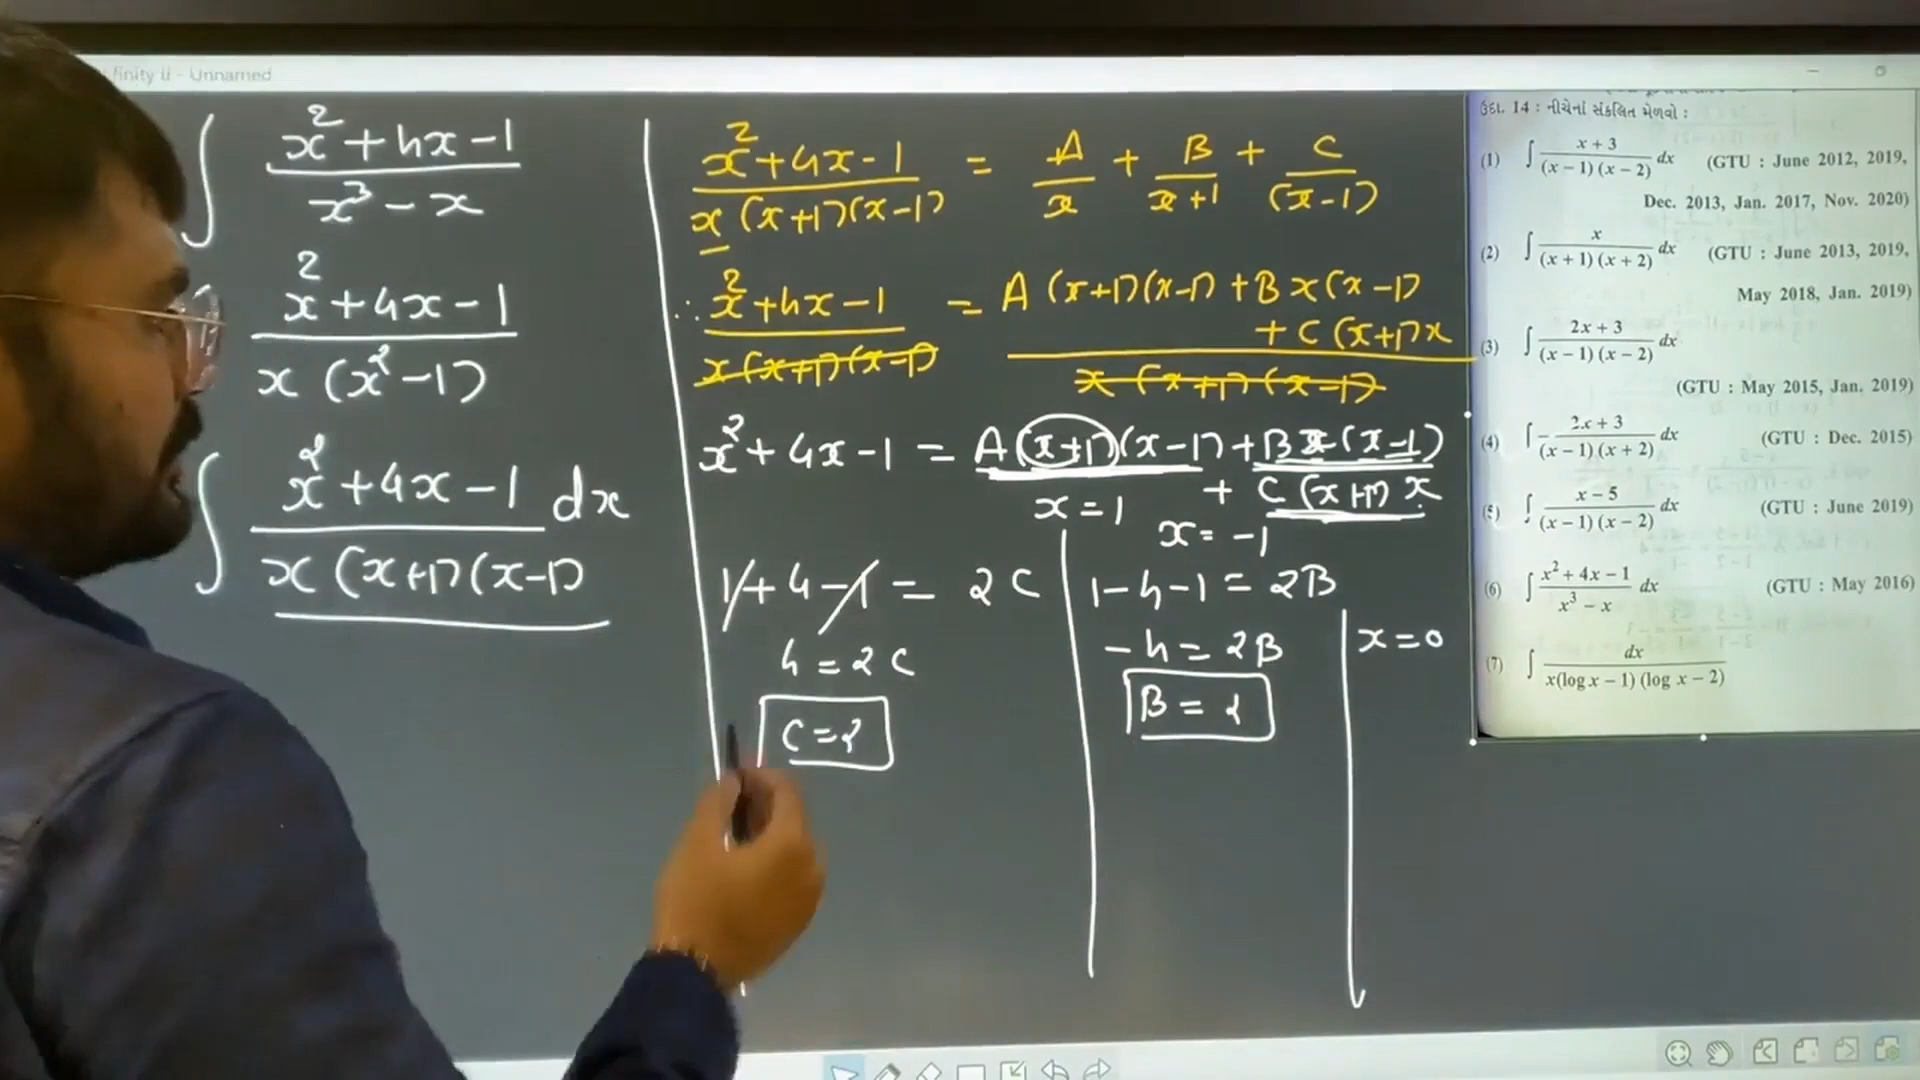 finity II - Unnamed
∫ x²+4x-1 / x³-x
x²+4x-1 / x(x²-1)
∫ x²+4x-1 / x(x+1)(x-1) dx
x²+4x-1 / x(x+1)(x-1) = A/x + B/x+1 + C/(x-1)
∴ x²+4x-1 / x(x+1)(x-1) = A(x+1)(x-1)+Bx(x-1) + C(x+1)x / x(x+1)(x-1)
x²+4x-1 = A(x+1)(x-1)+Bx(x-1)
+ C(x+1)x
x=1
x=-1
1+4-1 = 2C
4=2C
C=2
1-4-1 = 2B
-4=2B
B=2
x=0
ઉદા. 14 : નીચેનાં સંકલિત મેળવો :
(1) ∫ x + 3 / (x − 1) (x − 2) dx (GTU : June 2012, 2019,
Dec. 2013, Jan. 2017, Nov. 2020)
(2) ∫ x / (x + 1) (x + 2) dx (GTU : June 2013, 2019,
May 2018, Jan. 2019)
(3) ∫ 2x + 3 / (x − 1) (x − 2) dx
(GTU : May 2015, Jan. 2019)
(4) ∫ 2x + 3 / (x − 1) (x + 2) dx (GTU : Dec. 2015)
(5) ∫ x − 5 / (x − 1) (x − 2) dx (GTU : June 2019)
(6) ∫ x² + 4x − 1 / x³ − x dx (GTU : May 2016)
(7) ∫ dx / x(log x − 1) (log x − 2)